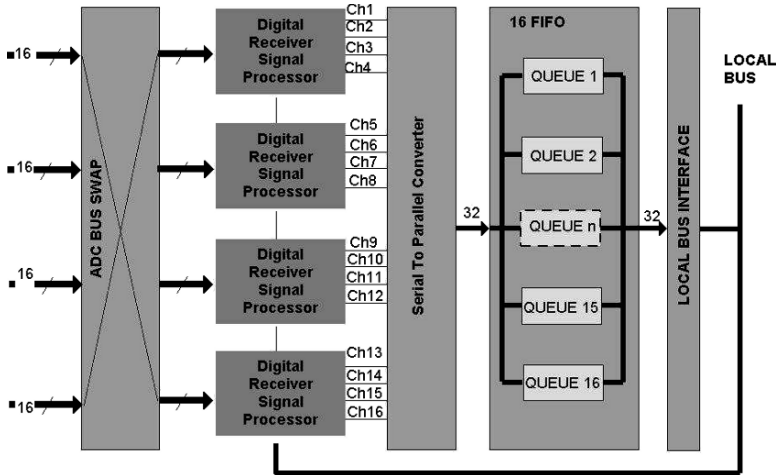 16
16
16
16
ADC BUS SWAP
Digital
Receiver
Signal
Processor
Ch1
Ch2
Ch3
Ch4
Digital
Receiver
Signal
Processor
Ch5
Ch6
Ch7
Ch8
Digital
Receiver
Signal
Processor
Ch9
Ch10
Ch11
Ch12
Digital
Receiver
Signal
Processor
Ch13
Ch14
Ch15
Ch16
Serial To Parallel Converter
32
16 FIFO
QUEUE 1
QUEUE 2
QUEUE n
QUEUE 15
QUEUE 16
32
LOCAL BUS INTERFACE
LOCAL
BUS